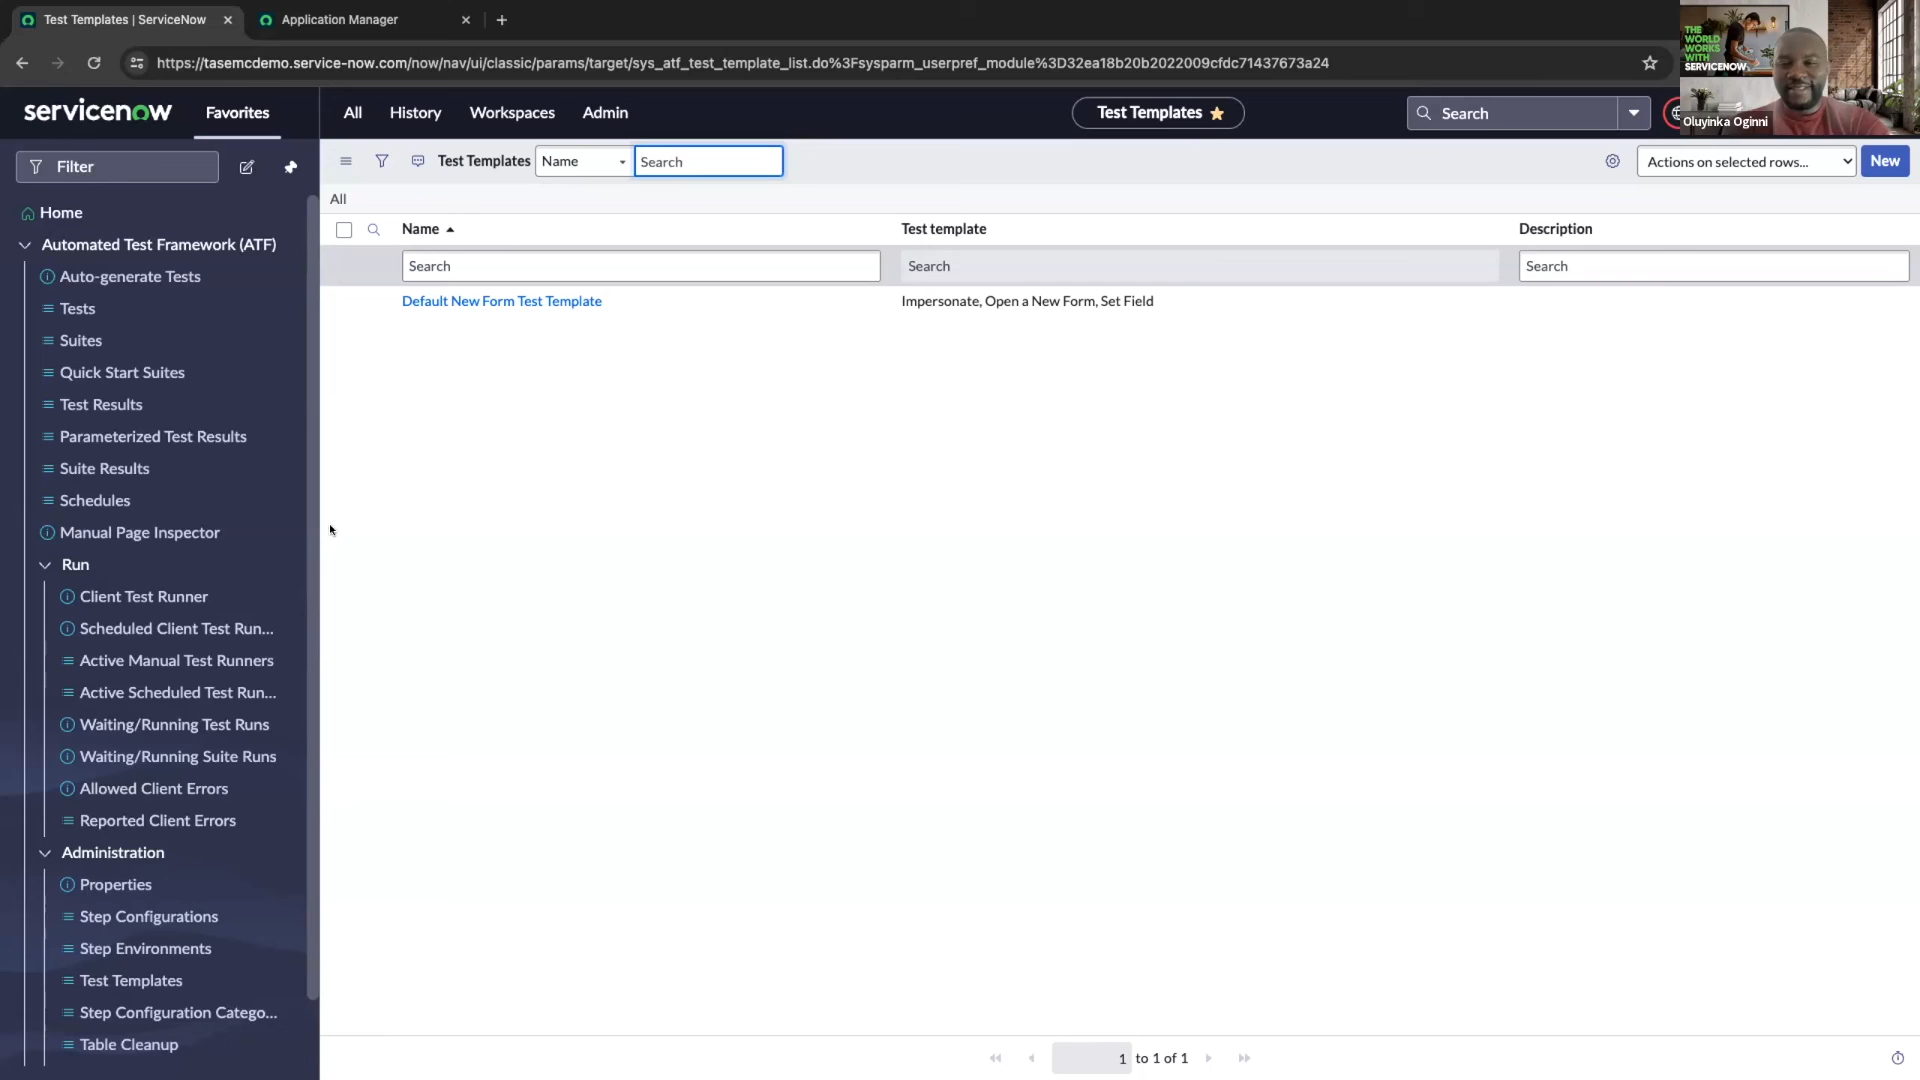 Test Templates | ServiceNow
Application Manager
https://tasemcdemo.service-now.com/now/nav/ui/classic/params/target/sys_atf_test_template_list.do%3Fsysparm_userpref_module%3D32ea18b20b2022009cfdc71437673a24
THE
WORLD
WORKS
WITH
SERVICENOW
Oluyinka Oginni
servicenow
Favorites
All
History
Workspaces
Admin
Test Templates
Search
Filter
Test Templates
Name
Search
Actions on selected rows...
New
All
Home
Automated Test Framework (ATF)
Auto-generate Tests
Tests
Suites
Quick Start Suites
Test Results
Parameterized Test Results
Suite Results
Schedules
Manual Page Inspector
Run
Client Test Runner
Scheduled Client Test Run...
Active Manual Test Runners
Active Scheduled Test Run...
Waiting/Running Test Runs
Waiting/Running Suite Runs
Allowed Client Errors
Reported Client Errors
Administration
Properties
Step Configurations
Step Environments
Test Templates
Step Configuration Catego...
Table Cleanup
Name
Test template
Description
Search
Search
Search
Default New Form Test Template
Impersonate, Open a New Form, Set Field
1 to 1 of 1